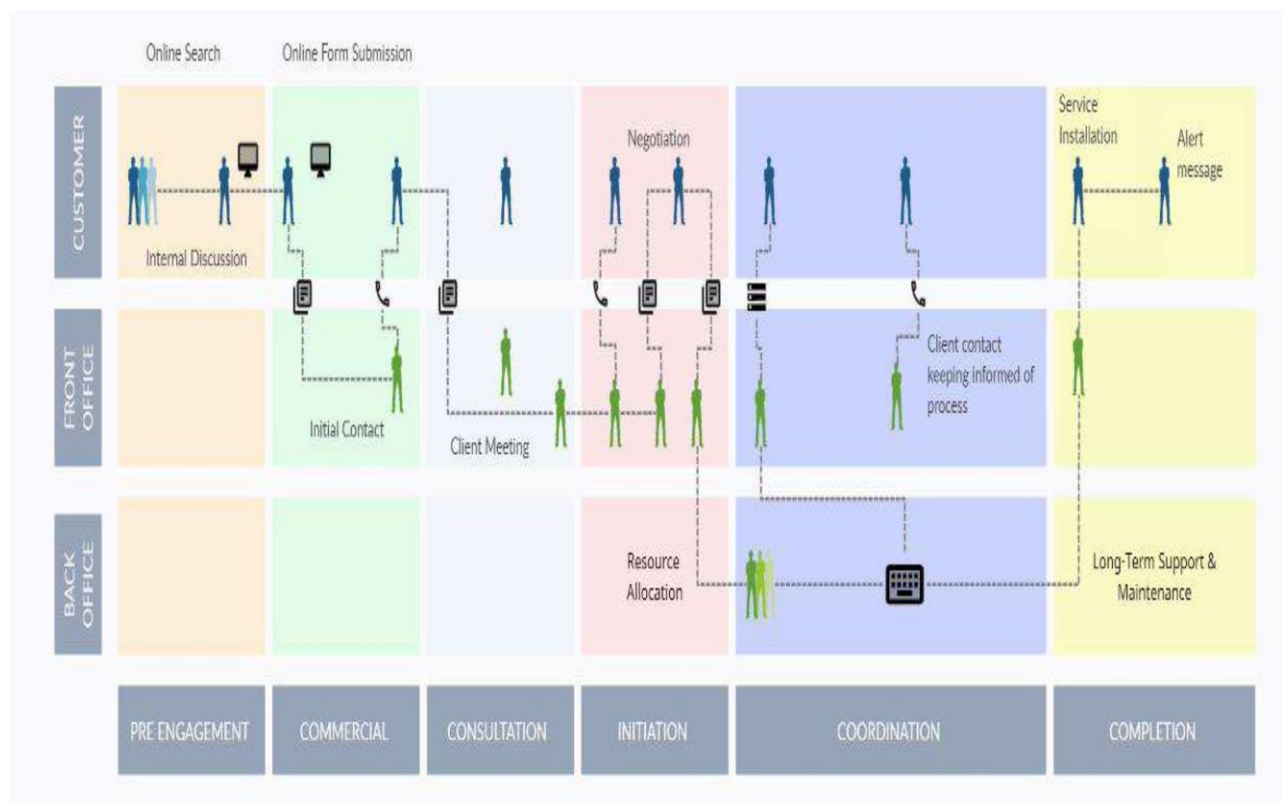 Online Search
Online Form Submission
CUSTOMER
Internal Discussion
Negotiation
Service
Installation
Alert
message
FRONT
OFFICE
Initial Contact
Client Meeting
Client contact
keeping informed of
process
BACK
OFFICE
Resource
Allocation
Long-Term Support &
Maintenance
PRE ENGAGEMENT
COMMERCIAL
CONSULTATION
INITIATION
COORDINATION
COMPLETION